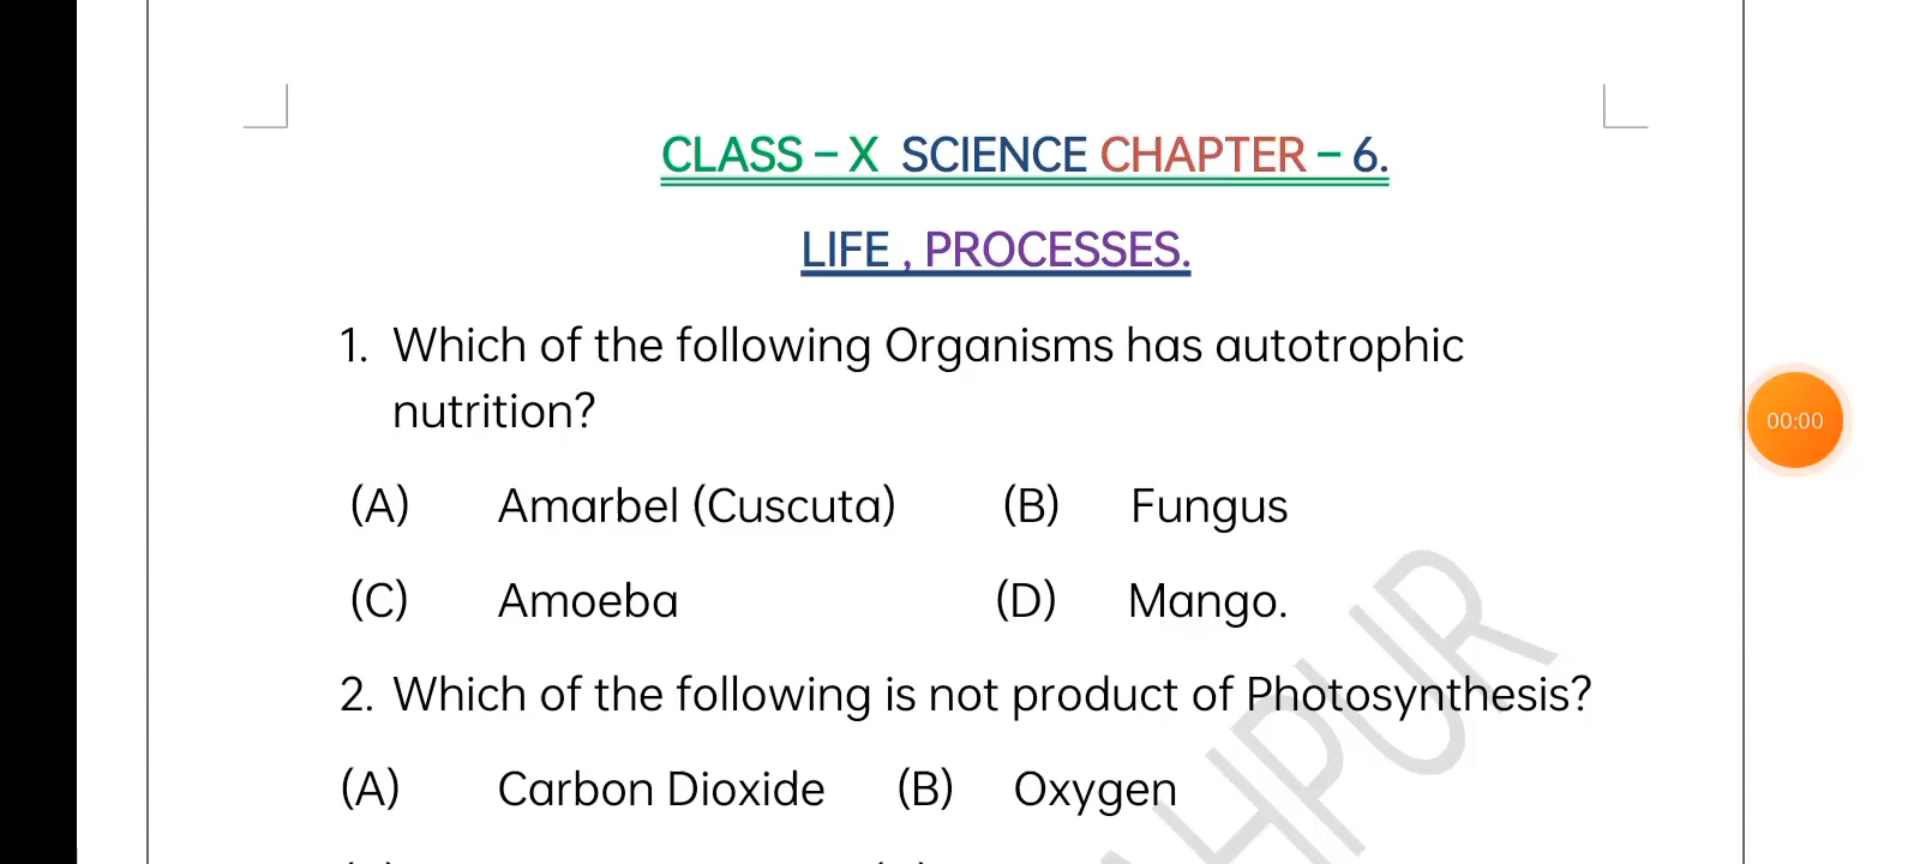 CLASS – X SCIENCE CHAPTER – 6.
LIFE , PROCESSES.
1. Which of the following Organisms has autotrophic
nutrition?
(A) Amarbel (Cuscuta) (B) Fungus
(C) Amoeba (D) Mango.
00:00
2. Which of the following is not product of Photosynthesis?
(A) Carbon Dioxide (B) Oxygen
HPUR